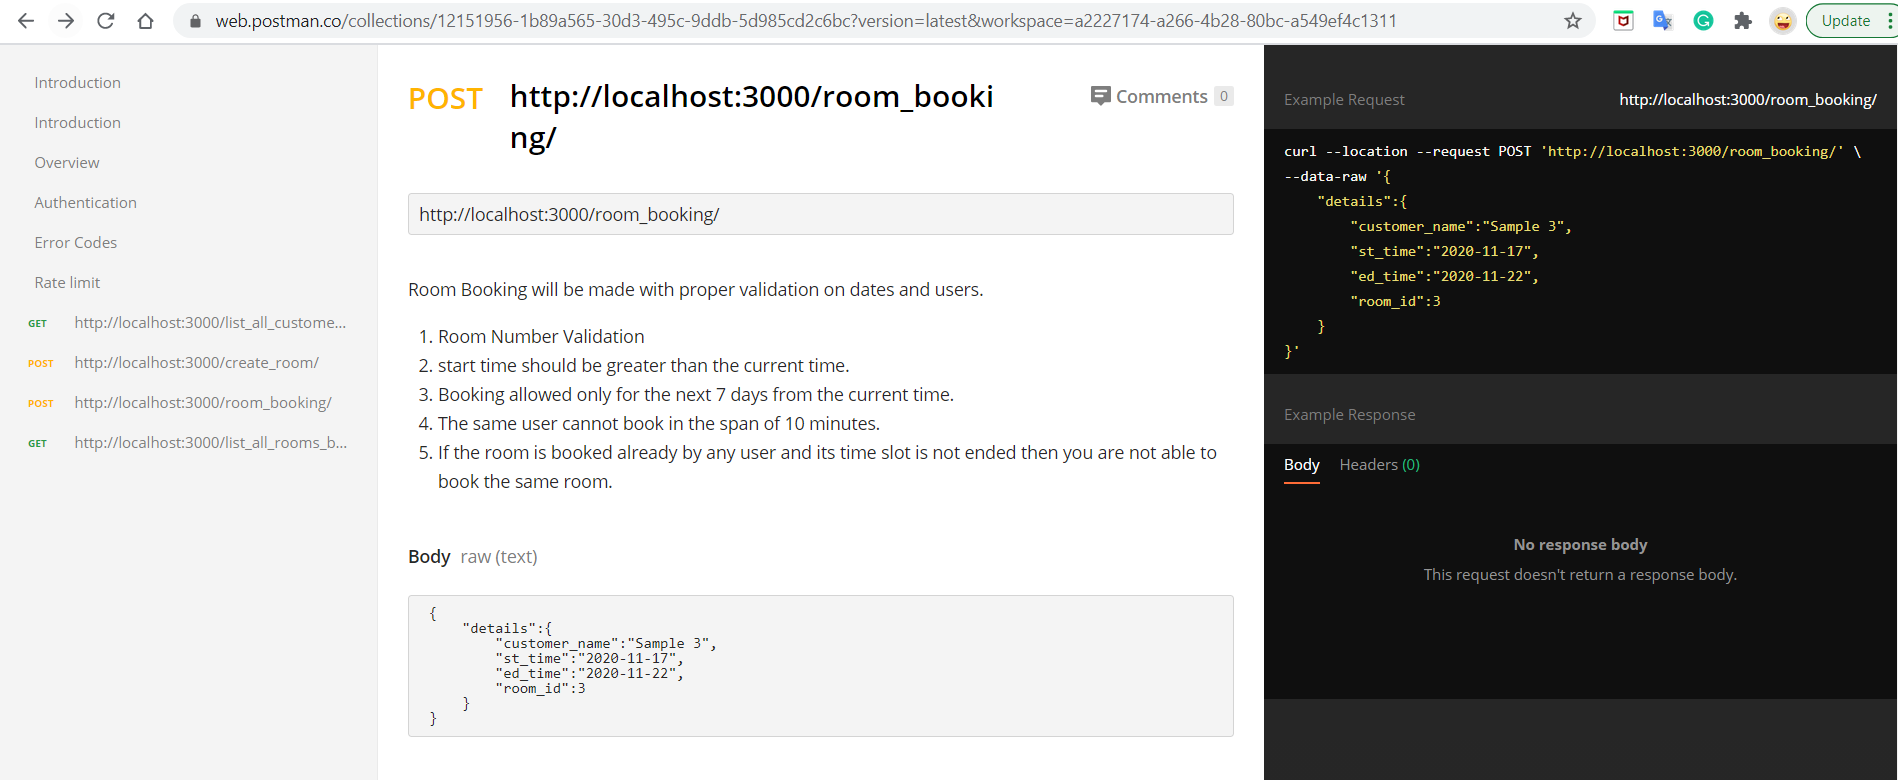 web.postman.co/collections/12151956-1b89a565-30d3-495c-9ddb-5d985cd2c6bc?version=latest&workspace=a2227174-a266-4b28-80bc-a549ef4c1311
Update
Introduction
Introduction
Overview
Authentication
Error Codes
Rate limit
GET http://localhost:3000/list_all_custome...
POST http://localhost:3000/create_room/
POST http://localhost:3000/room_booking/
GET http://localhost:3000/list_all_rooms_b...
POST http://localhost:3000/room_booki
ng/
Comments 0
http://localhost:3000/room_booking/
Room Booking will be made with proper validation on dates and users.
1. Room Number Validation
2. start time should be greater than the current time.
3. Booking allowed only for the next 7 days from the current time.
4. The same user cannot book in the span of 10 minutes.
5. If the room is booked already by any user and its time slot is not ended then you are not able to
book the same room.
Body raw (text)
{
"details":{
"customer_name":"Sample 3",
"st_time":"2020-11-17",
"ed_time":"2020-11-22",
"room_id":3
}
}
Example Request http://localhost:3000/room_booking/
curl --location --request POST 'http://localhost:3000/room_booking/' \
--data-raw '{
"details":{
"customer_name":"Sample 3",
"st_time":"2020-11-17",
"ed_time":"2020-11-22",
"room_id":3
}
}'
Example Response
Body Headers (0)
No response body
This request doesn't return a response body.